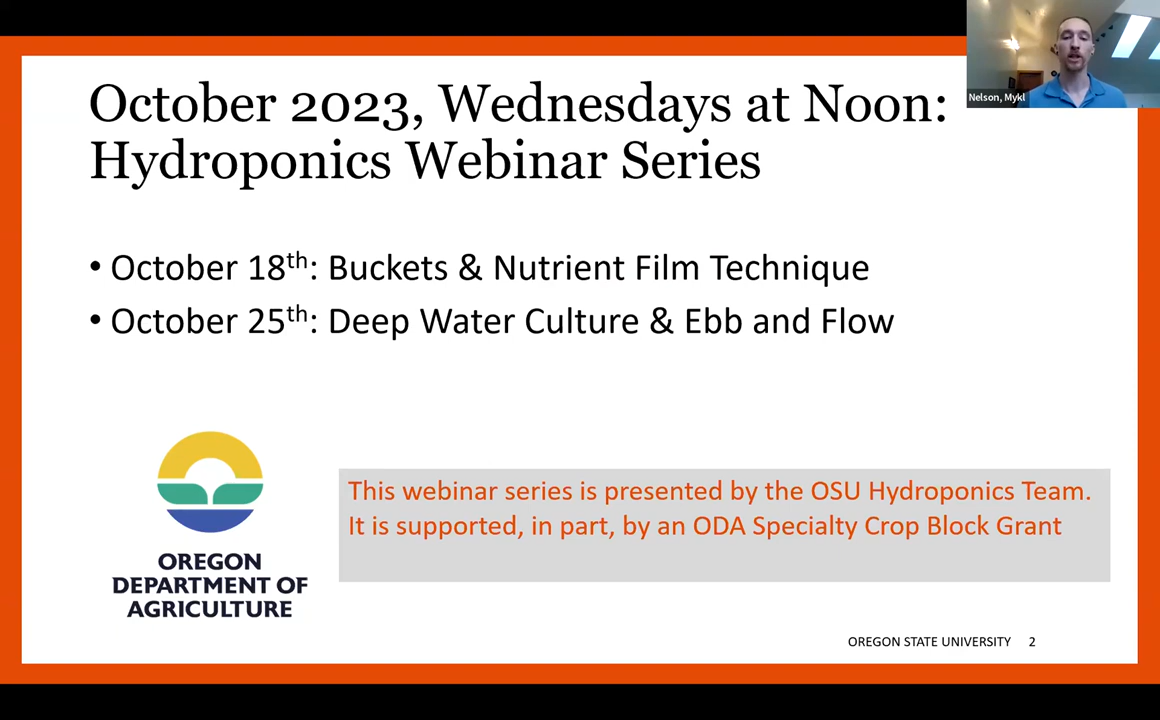 October 2023, Wednesdays at Noon:
Hydroponics Webinar Series
Nelson, Mykl
• October 18th: Buckets & Nutrient Film Technique
• October 25th: Deep Water Culture & Ebb and Flow
This webinar series is presented by the OSU Hydroponics Team.
It is supported, in part, by an ODA Specialty Crop Block Grant
OREGON
DEPARTMENT OF
AGRICULTURE
OREGON STATE UNIVERSITY 2